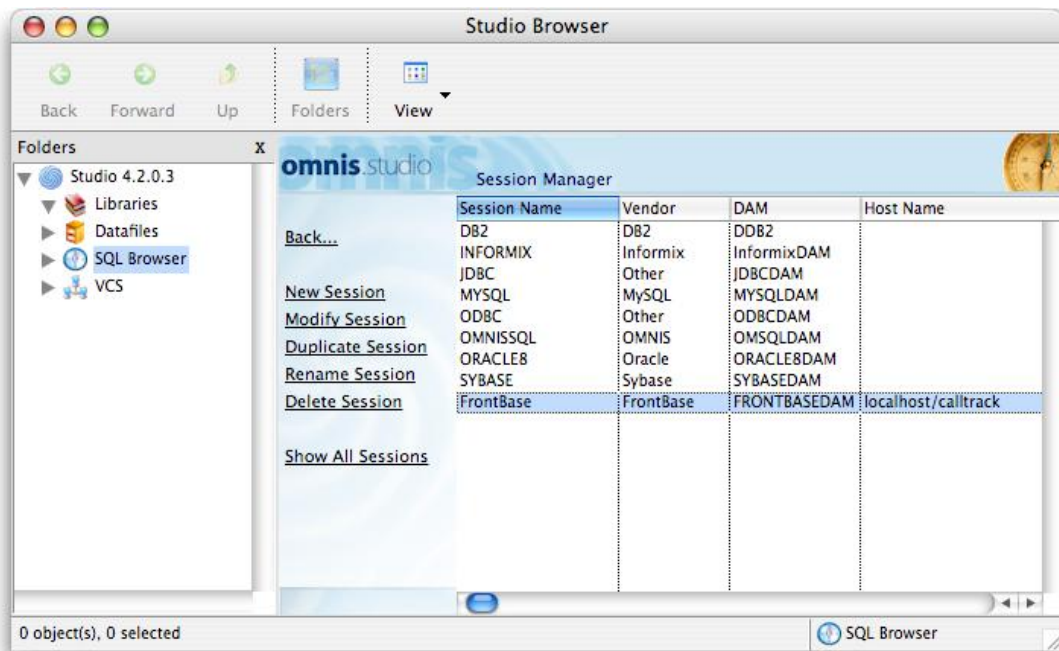 Studio Browser
Back Forward Up Folders View
Folders x
Studio 4.2.0.3
Libraries
Datafiles
SQL Browser
VCS
omnis.studio
Session Manager
Back...
New Session
Modify Session
Duplicate Session
Rename Session
Delete Session
Show All Sessions
Session Name Vendor DAM Host Name
DB2 DB2 DDB2
INFORMIX Informix InformixDAM
JDBC Other JDBCDAM
MYSQL MySQL MYSQLDAM
ODBC Other ODBCDAM
OMNISSQL OMNIS OMSQLDAM
ORACLE8 Oracle ORACLE8DAM
SYBASE Sybase SYBASEDAM
FrontBase FrontBase FRONTBASEDAM localhost/calltrack
0 object(s), 0 selected
SQL Browser